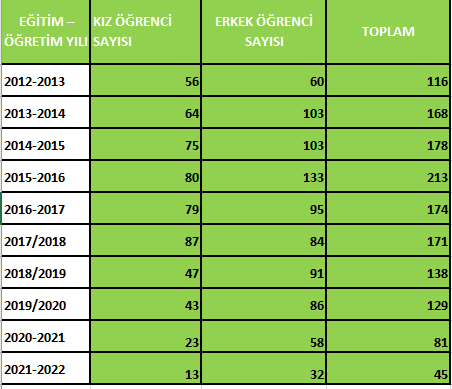 EĞİTİM – ÖĞRETİM YILI KIZ ÖĞRENCİ SAYISI ERKEK ÖĞRENCİ SAYISI TOPLAM
2012-2013 56 60 116
2013-2014 64 103 168
2014-2015 75 103 178
2015-2016 80 133 213
2016-2017 79 95 174
2017/2018 87 84 171
2018/2019 47 91 138
2019/2020 43 86 129
2020-2021 23 58 81
2021-2022 13 32 45